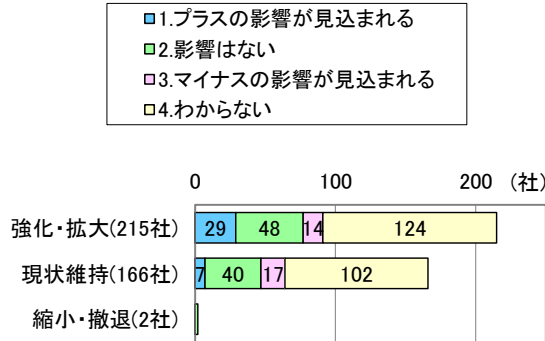 1.プラスの影響が見込まれる
2.影響はない
3.マイナスの影響が見込まれる
4.わからない
0 100 200 (社)
強化・拡大(215社) 29 48 14 124
現状維持(166社) 7 40 17 102
縮小・撤退(2社)